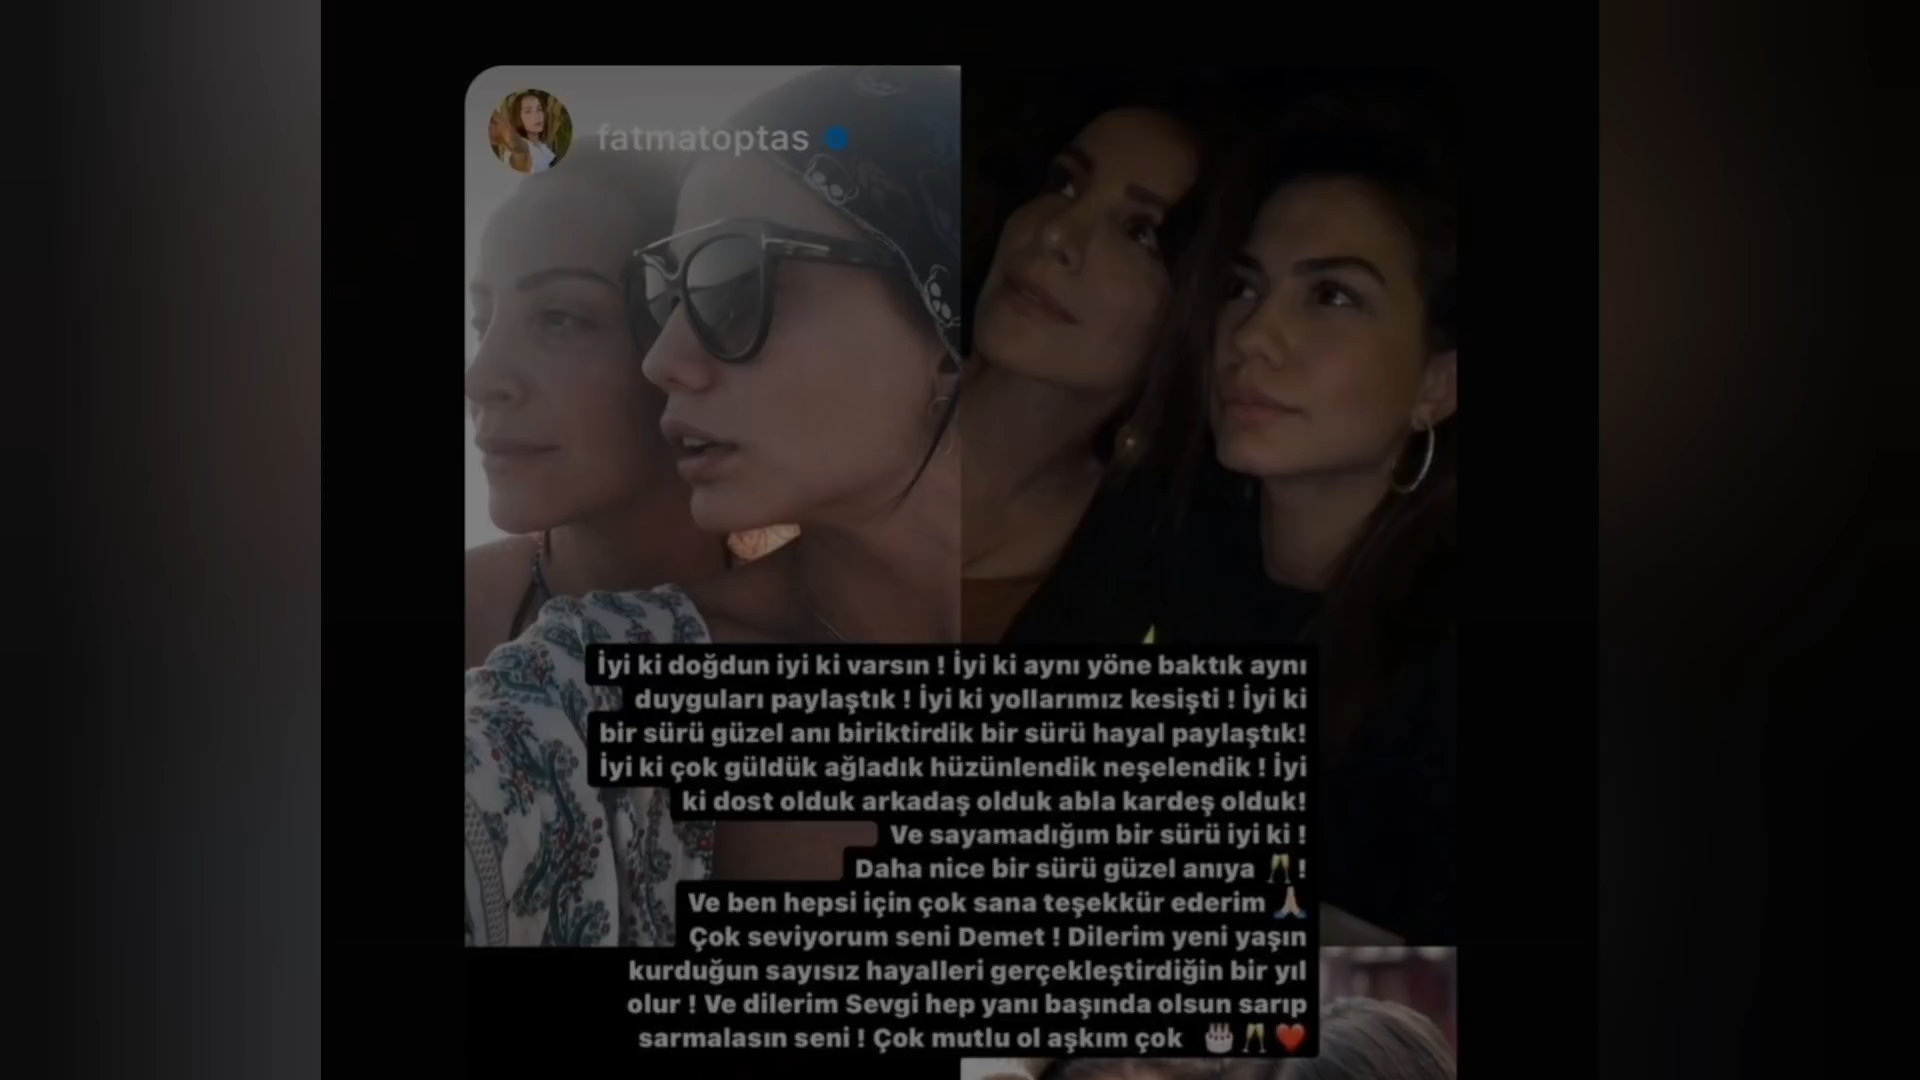 fatmatoptas
İyi ki doğdun iyi ki varsın ! İyi ki aynı yöne baktık aynı
duyguları paylaştık ! İyi ki yollarımız kesişti ! İyi ki
bir sürü güzel anı biriktirdik bir sürü hayal paylaştık!
İyi ki çok güldük ağladık hüzünlendik neşelendik ! İyi
ki dost olduk arkadaş olduk abla kardeş olduk!
Ve sayamadığım bir sürü iyi ki !
Daha nice bir sürü güzel anıya 🥂!
Ve ben hepsi için çok sana teşekkür ederim 🙏🏻
Çok seviyorum seni Demet ! Dilerim yeni yaşın
kurduğun sayısız hayalleri gerçekleştirdiğin bir yıl
olur ! Ve dilerim Sevgi hep yanı başında olsun sarıp
sarmalasın seni ! Çok mutlu ol aşkım çok 🎂🥂❤️